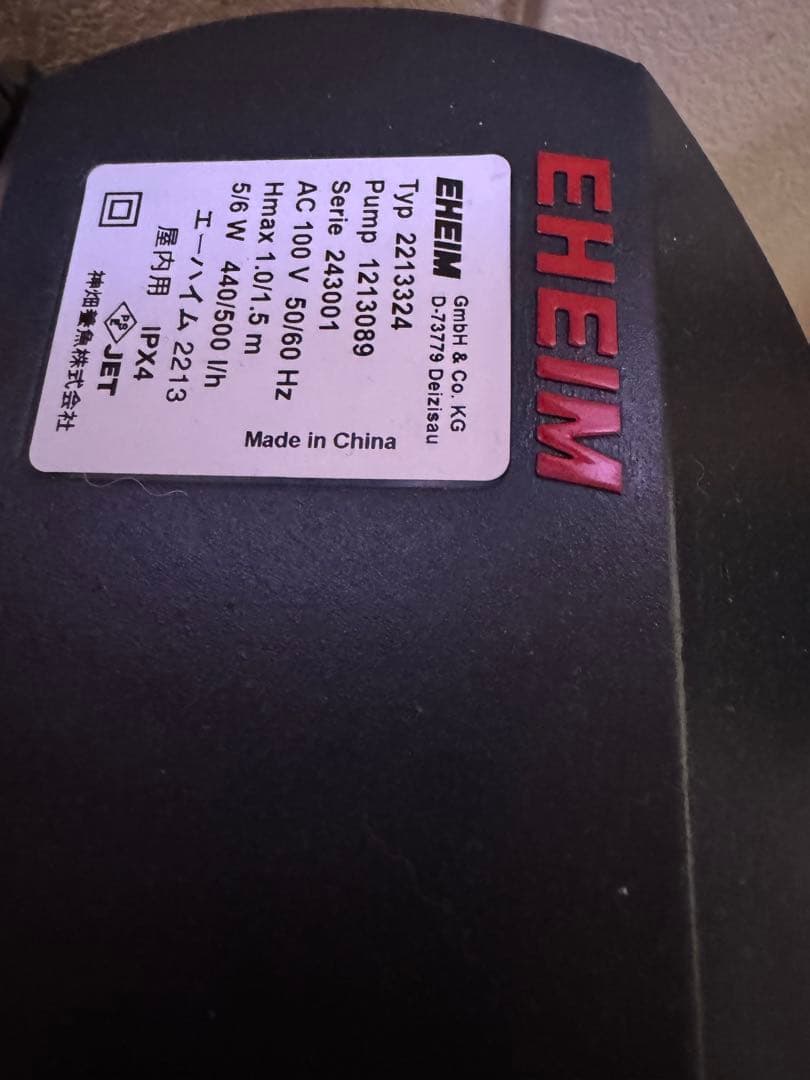 EHEIM
EHEIM GmbH & Co. KG
D-73779 Deizisau
Typ 2213324
Pump 1213089
Serie 243001
AC 100 V 50/60 Hz
Hmax 1.0/1.5 m
5/6 W 440/500 l/h
エーハイム 2213
屋内用 IPX4
PS E JET
神畑養魚株式会社
Made in China